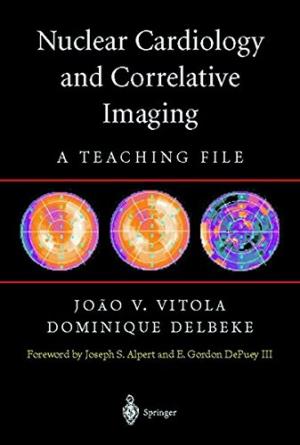 Nuclear Cardiology
and Correlative
Imaging
A TEACHING FILE
JOÃO V. VITOLA
DOMINIQUE DELBEKE
Foreword by Joseph S. Alpert and E. Gordon DePuey III
Springer